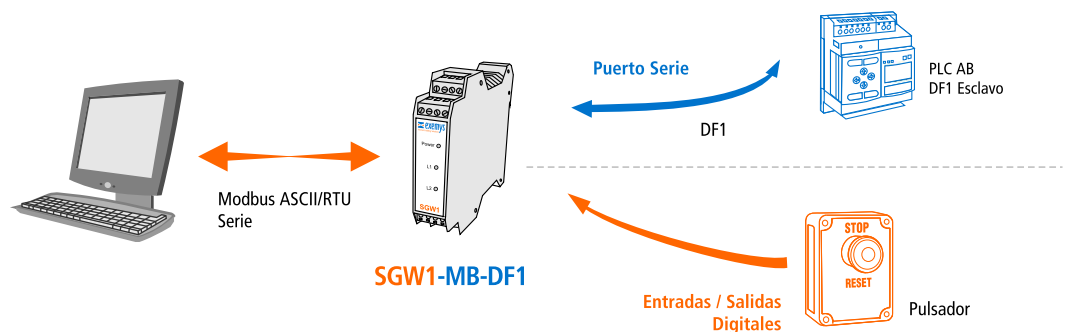 Modbus ASCII/RTU
Serie
exemys
Power
L1
L2
SGW1
SGW1-MB-DF1
Puerto Serie
DF1
PLC AB
DF1 Esclavo
STOP
RESET
Entradas / Salidas
Digitales
Pulsador